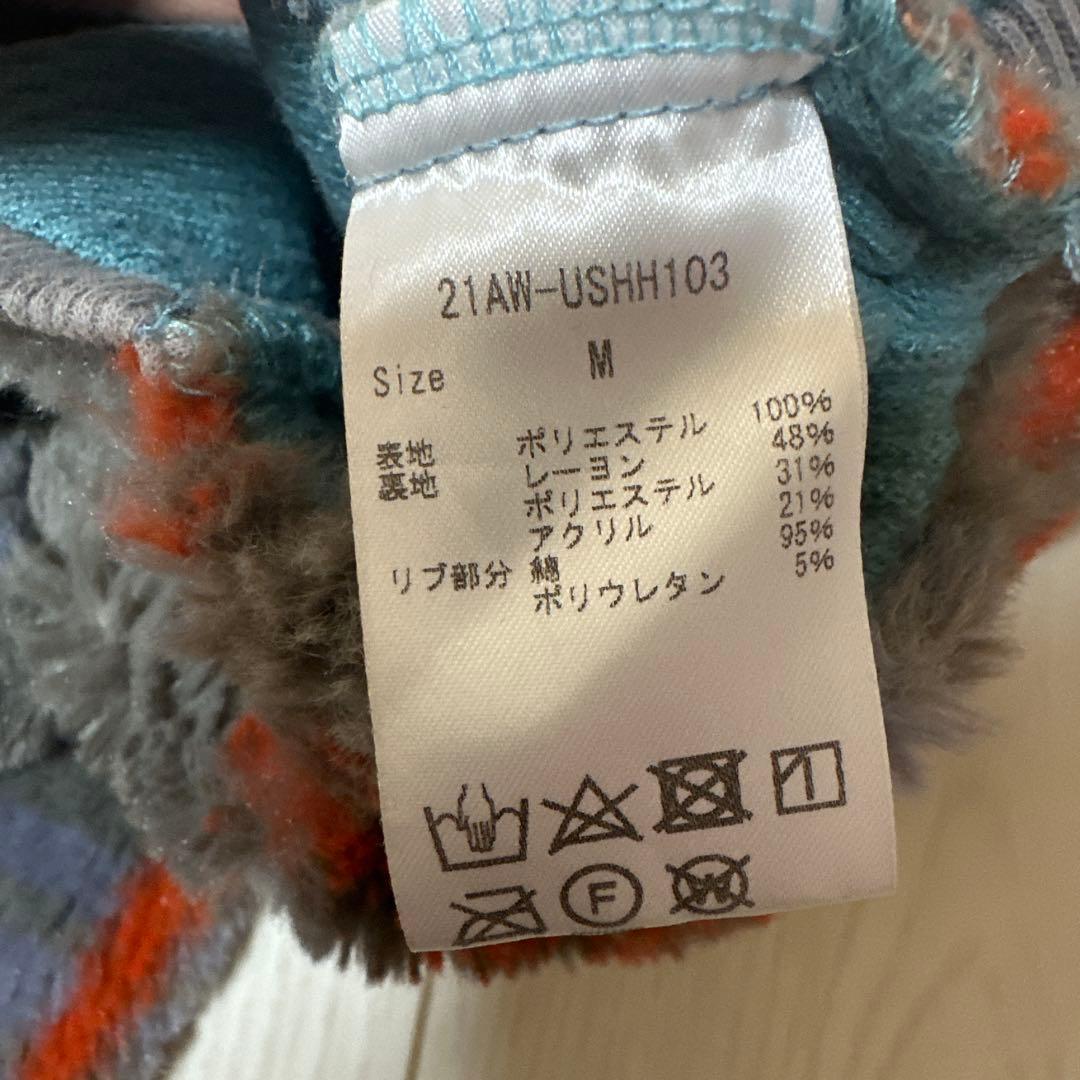 21AW-USHH103
Size M
表地 ポリエステル 100%
裏地 レーヨン 48%
ポリエステル 31%
アクリル 21%
リブ部分 綿 95%
ポリウレタン 5%
F
W